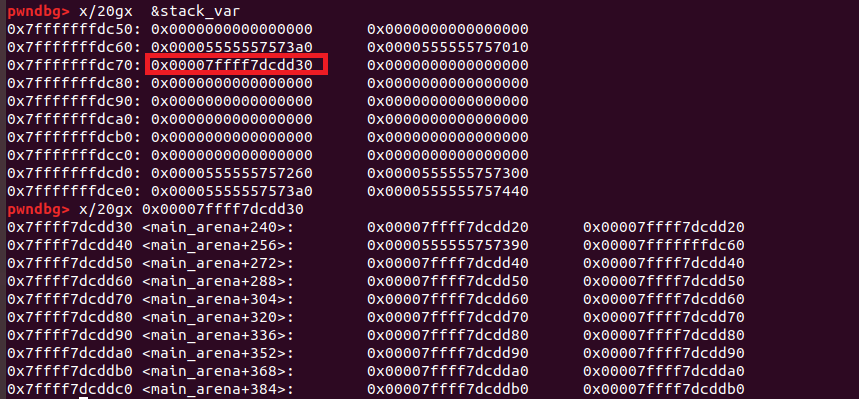 pwndbg> x/20gx  &stack_var
0x7fffffffdc50: 0x0000000000000000 0x0000000000000000
0x7fffffffdc60: 0x00005555557573a0 0x0000555555757010
0x7fffffffdc70: 0x00007ffff7dcdd30 0x0000000000000000
0x7fffffffdc80: 0x0000000000000000 0x0000000000000000
0x7fffffffdc90: 0x0000000000000000 0x0000000000000000
0x7fffffffdca0: 0x0000000000000000 0x0000000000000000
0x7fffffffdcb0: 0x0000000000000000 0x0000000000000000
0x7fffffffdcc0: 0x0000000000000000 0x0000000000000000
0x7fffffffdcd0: 0x0000555555757260 0x0000555555757300
0x7fffffffdce0: 0x00005555557573a0 0x0000555555757440
pwndbg> x/20gx 0x00007ffff7dcdd30
0x7ffff7dcdd30 <main_arena+240>: 0x00007ffff7dcdd20 0x00007ffff7dcdd20
0x7ffff7dcdd40 <main_arena+256>: 0x0000555555757390 0x00007fffffffdc60
0x7ffff7dcdd50 <main_arena+272>: 0x00007ffff7dcdd40 0x00007ffff7dcdd40
0x7ffff7dcdd60 <main_arena+288>: 0x00007ffff7dcdd50 0x00007ffff7dcdd50
0x7ffff7dcdd70 <main_arena+304>: 0x00007ffff7dcdd60 0x00007ffff7dcdd60
0x7ffff7dcdd80 <main_arena+320>: 0x00007ffff7dcdd70 0x00007ffff7dcdd70
0x7ffff7dcdd90 <main_arena+336>: 0x00007ffff7dcdd80 0x00007ffff7dcdd80
0x7ffff7dcdda0 <main_arena+352>: 0x00007ffff7dcdd90 0x00007ffff7dcdd90
0x7ffff7dcddb0 <main_arena+368>: 0x00007ffff7dcdda0 0x00007ffff7dcdda0
0x7ffff7dcddc0 <main_arena+384>: 0x00007ffff7dcddb0 0x00007ffff7dcddb0